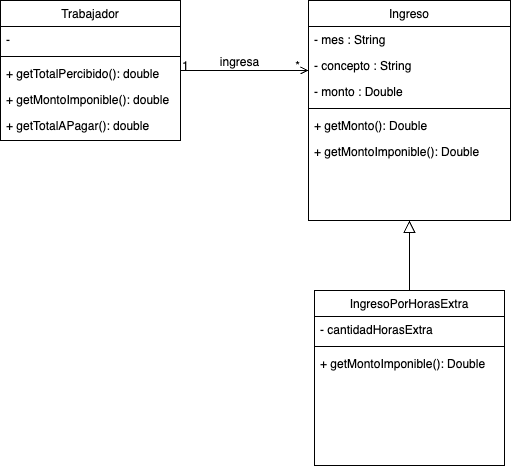 Trabajador
-
+ getTotalPercibido(): double
+ getMontoImponible(): double
+ getTotalAPagar(): double
1
ingresa
*
Ingreso
- mes : String
- concepto : String
- monto : Double
+ getMonto(): Double
+ getMontoImponible(): Double
IngresoPorHorasExtra
- cantidadHorasExtra
+ getMontoImponible(): Double